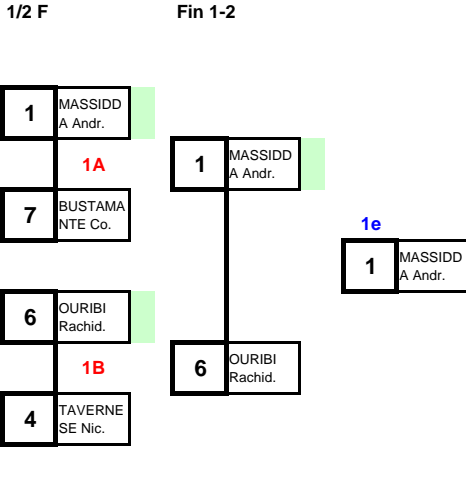 1/2 F
Fin 1-2
1
MASSIDD
A Andr.
1A
7
BUSTAMA
NTE Co.
6
OURIBI
Rachid.
1B
4
TAVERNE
SE Nic.
1
MASSIDD
A Andr.
6
OURIBI
Rachid.
1e
1
MASSIDD
A Andr.